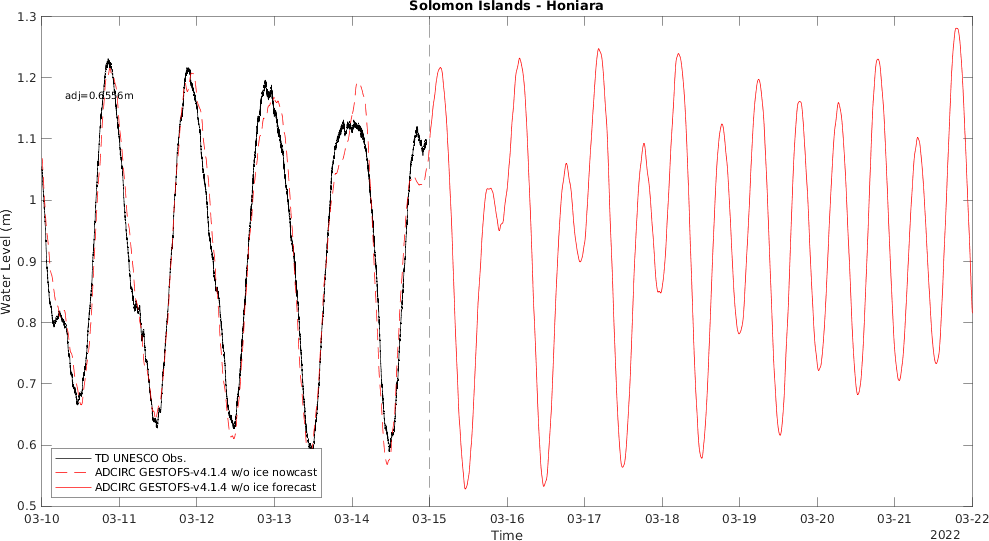 Solomon Islands - Honiara
1.3
1.2
adj=0.6556m
1.1
1
0.9
0.8
0.7
0.6
0.5
Water Level (m)
TD UNESCO Obs.
ADCIRC GESTOFS-v4.1.4 w/o ice nowcast
ADCIRC GESTOFS-v4.1.4 w/o ice forecast
03-10 03-11 03-12 03-13 03-14 03-15 03-16 03-17 03-18 03-19 03-20 03-21 03-22
Time
2022